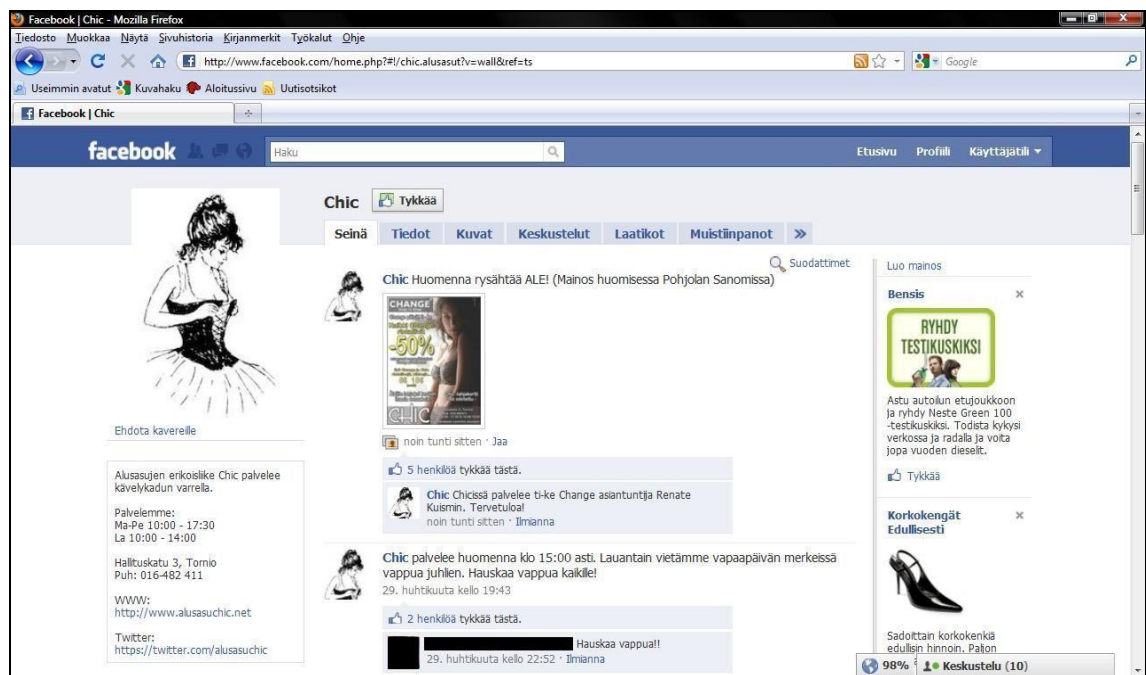 Facebook | Chic - Mozilla Firefox
Tiedosto Muokkaa Näytä Sivuhistoria Kirjanmerkit Työkalut Ohje
http://www.facebook.com/home.php?#!/chic.alusasut?v=wall&ref=ts
Google
Useimmin avatut Kuvahaku Aloitussivu Uutisotsikot
Facebook | Chic
facebook
Haku
Etusivu Profiili Käyttäjätili
Chic Tykkää
Seinä Tiedot Kuvat Keskustelut Laatikot Muistiinpanot »
Suodattimet
Ehdota kavereille
Alusasujen erikoisliike Chic palvelee
kävelykadun varrella.
Palvelemme:
Ma-Pe 10:00 - 17:30
La 10:00 - 14:00
Hallituskatu 3, Tornio
Puh: 016-482 411
WWW:
http://www.alusasuchic.net
Twitter:
https://twitter.com/alusasuchic
Chic Huomenna rysähtää ALE! (Mainos huomisessa Pohjolan Sanomissa)
CHANGE
-50%
CHIC
noin tunti sitten · Jaa
5 henkilöä tykkää tästä.
Chic Chicissä palvelee ti-ke Change asiantuntija Renate
Kuismin. Tervetuloa!
noin tunti sitten · Ilmianna
Chic palvelee huomenna klo 15:00 asti. Lauantain vietämme vapaapäivän merkeissä
vappua juhlien. Hauskaa vappua kaikille!
29. huhtikuuta kello 19:43
2 henkilöä tykkää tästä.
Hauskaa vappua!!
29. huhtikuuta kello 22:52 · Ilmianna
Luo mainos
Bensis
RYHDY
TESTIKUSKIKSI
Astu autoilun etujoukkoon
ja ryhdy Neste Green 100
-testikuskiksi. Todista kykysi
verkossa ja radalla ja voita
jopa vuoden dieselit.
Tykkää
Korkokengät
Edullisesti
Sadoittain korkokenkiä
edullisin hinnoin. Paljon
98%
Keskustelu (10)